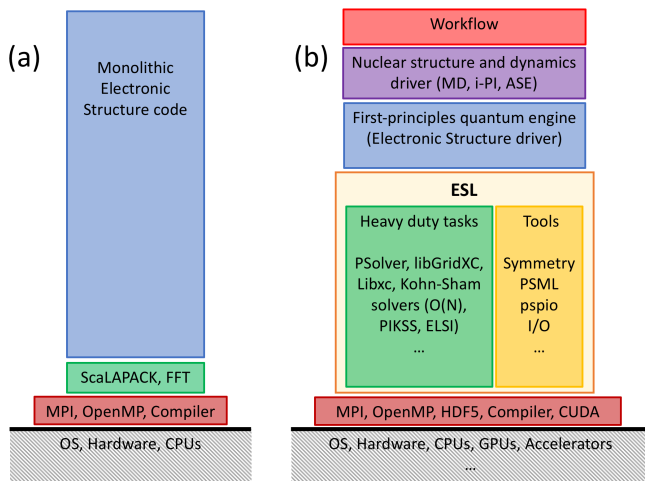 (a)
Monolithic
Electronic
Structure code
ScaLAPACK, FFT
MPI, OpenMP, Compiler
OS, Hardware, CPUs
(b)
Workflow
Nuclear structure and dynamics
driver (MD, i-PI, ASE)
First-principles quantum engine
(Electronic Structure driver)
ESL
Heavy duty tasks
PSolver, libGridXC,
Libxc, Kohn-Sham
solvers (O(N),
PIKSS, ELSI)
...
Tools
Symmetry
PSML
pspio
I/O
...
MPI, OpenMP, HDF5, Compiler, CUDA
OS, Hardware, CPUs, GPUs, Accelerators
...